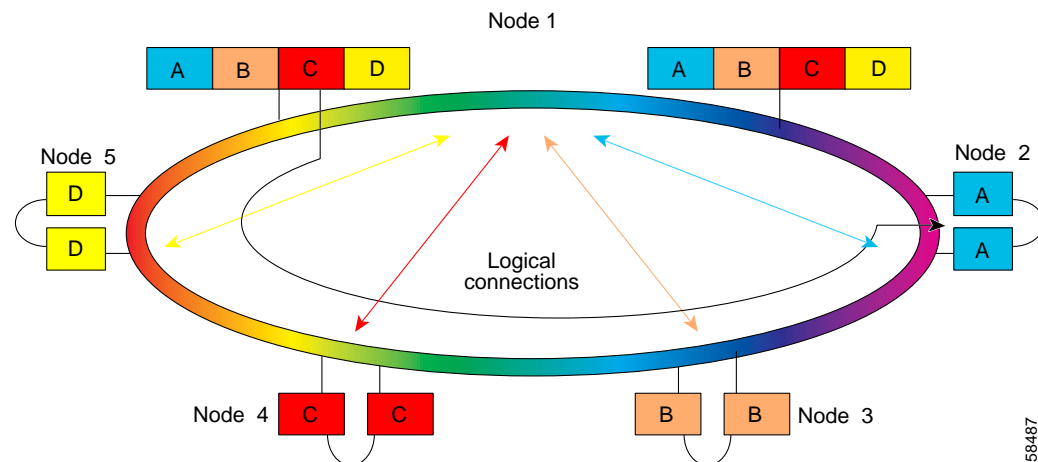 Node 1
A B C D
A B C D
Node 5
D
D
Node 2
A
A
Logical
connections
Node 4
C C
B B
Node 3
58487